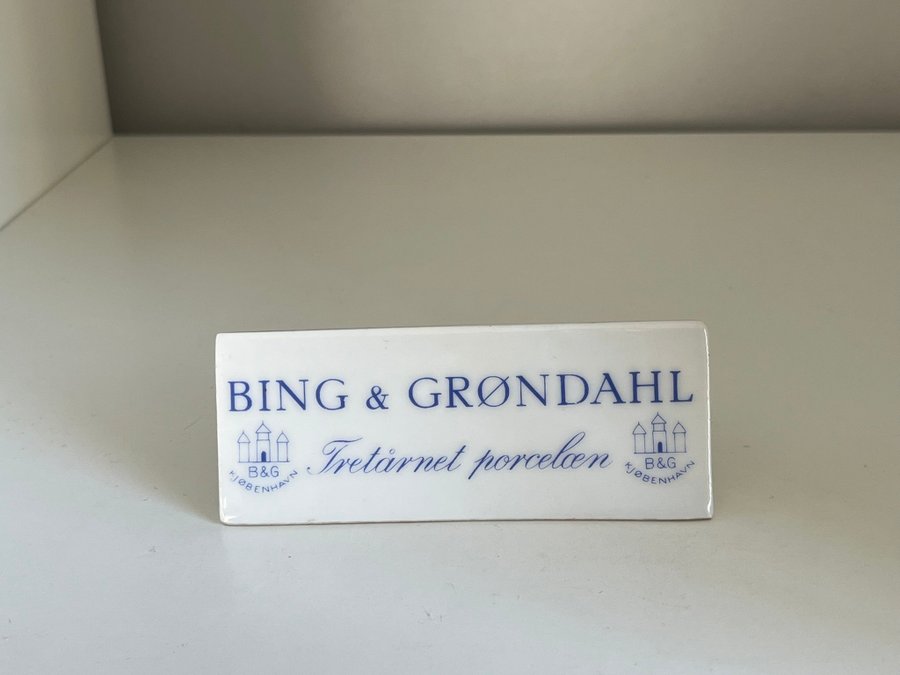 BING & GRØNDAHL
Tretårnet porcelæn
B&G
KJØBENHAVN
B&G
KJØBENHAVN